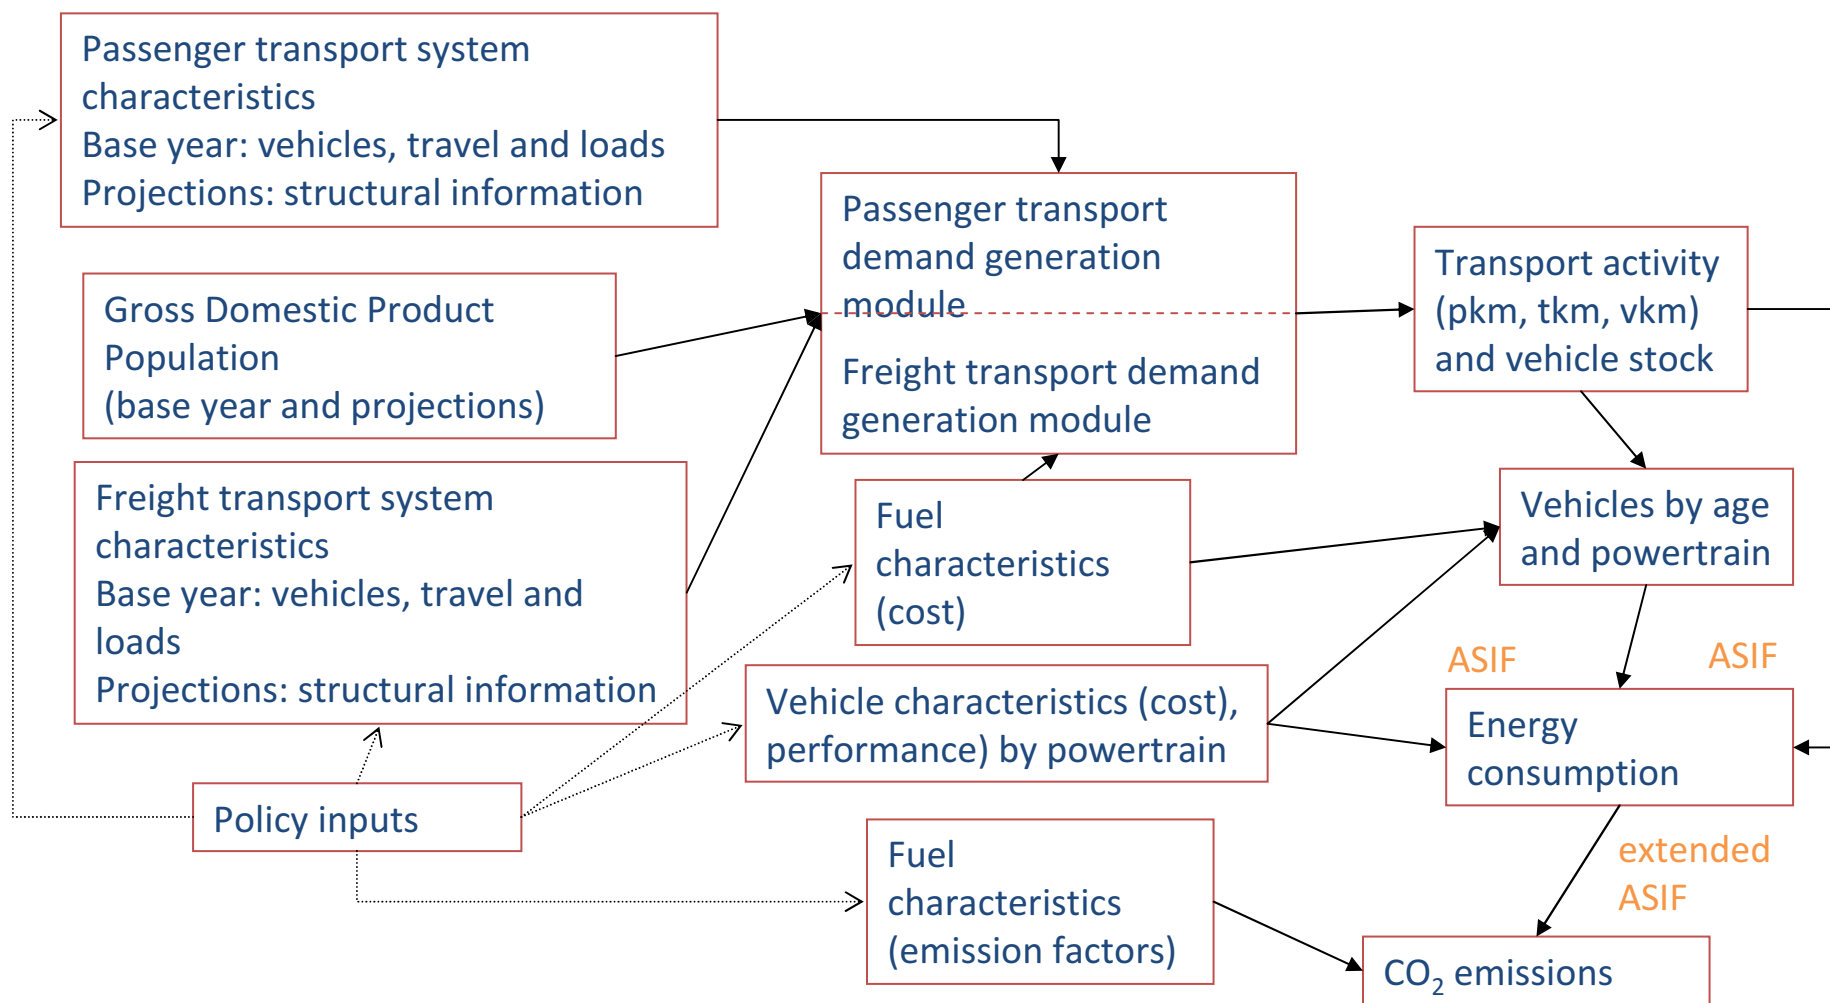 Passenger transport system
characteristics
Base year: vehicles, travel and loads
Projections: structural information
Gross Domestic Product
Population
(base year and projections)
Freight transport system
characteristics
Base year: vehicles, travel and
loads
Projections: structural information
Policy inputs
Passenger transport
demand generation
module
Freight transport demand
generation module
Fuel
characteristics
(cost)
Vehicle characteristics (cost),
performance) by powertrain
Fuel
characteristics
(emission factors)
Transport activity
(pkm, tkm, vkm)
and vehicle stock
Vehicles by age
and powertrain
ASIF
ASIF
Energy
consumption
extended
ASIF
CO₂ emissions